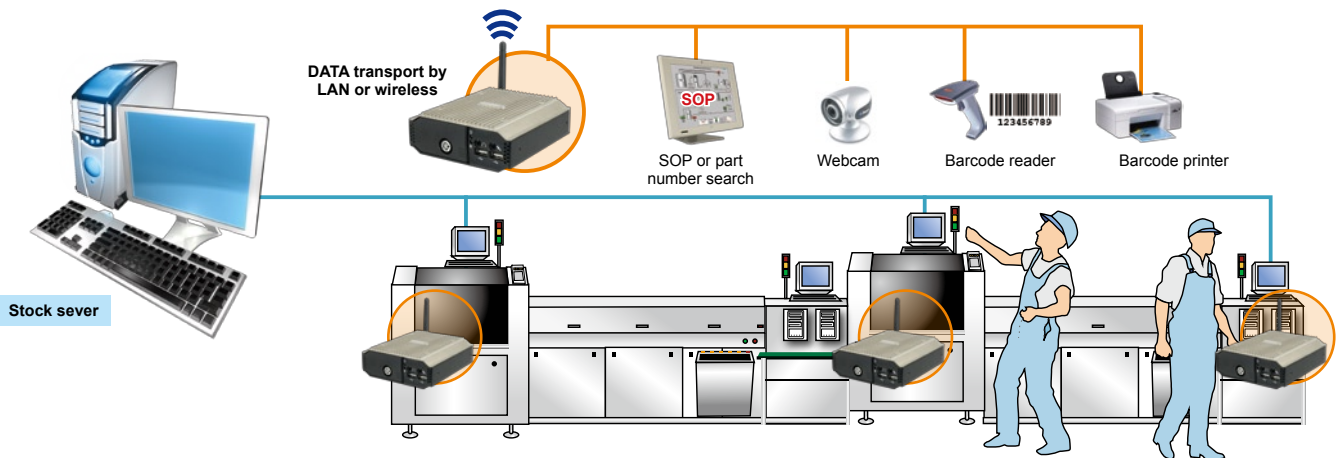 DATA transport by
LAN or wireless
SOP
123456789
SOP or part
number search
Webcam
Barcode reader
Barcode printer
Stock sever